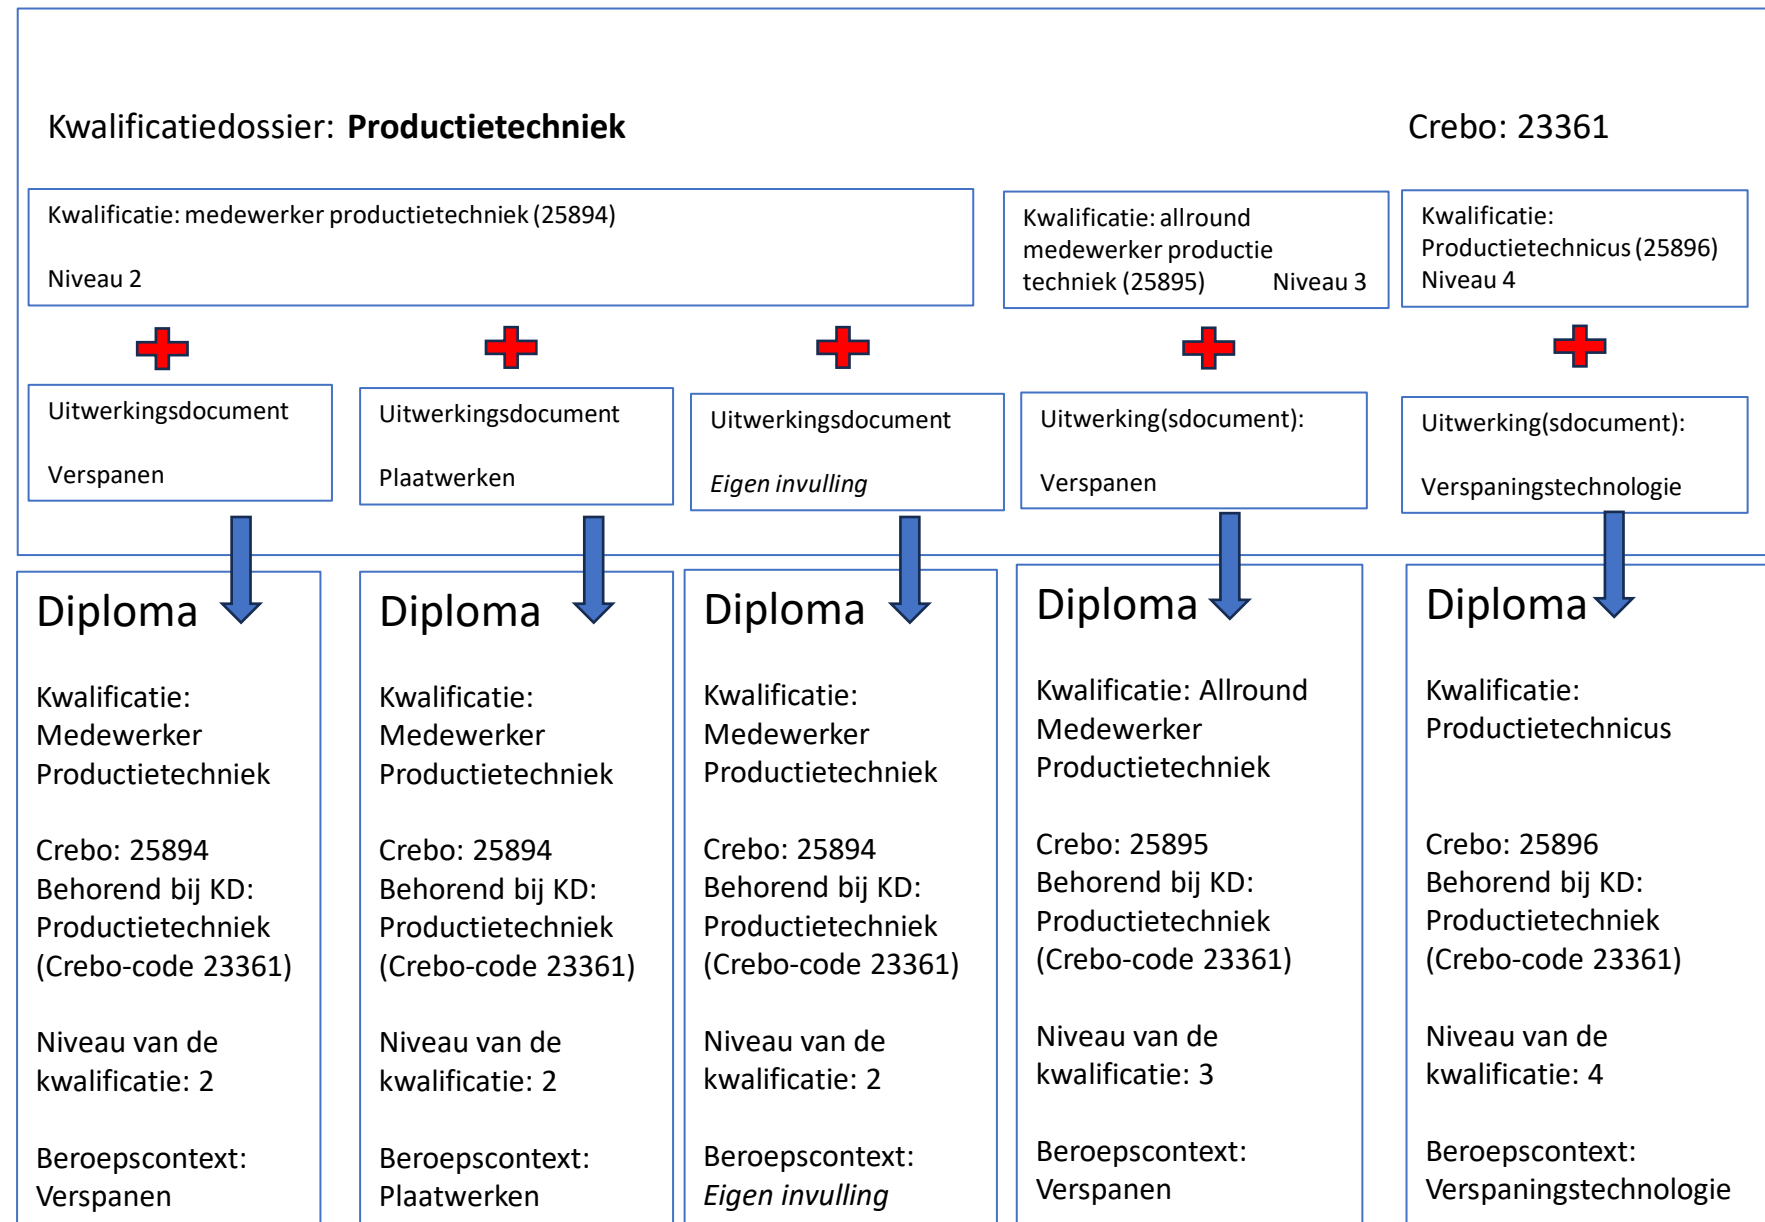 Kwalificatiedossier: Productietechniek
Crebo: 23361
Kwalificatie: medewerker productietechniek (25894)
Niveau 2
Kwalificatie: allround
medewerker productie
techniek (25895) Niveau 3
Kwalificatie:
Productietechnicus (25896)
Niveau 4
Uitwerkingsdocument
Verspanen
Uitwerkingsdocument
Plaatwerken
Uitwerkingsdocument
Eigen invulling
Uitwerking(sdocument):
Verspanen
Uitwerking(sdocument):
Verspaningstechnologie
Diploma
Kwalificatie:
Medewerker
Productietechniek
Crebo: 25894
Behorend bij KD:
Productietechniek
(Crebo-code 23361)
Niveau van de
kwalificatie: 2
Beroepscontext:
Verspanen
Diploma
Kwalificatie:
Medewerker
Productietechniek
Crebo: 25894
Behorend bij KD:
Productietechniek
(Crebo-code 23361)
Niveau van de
kwalificatie: 2
Beroepscontext:
Plaatwerken
Diploma
Kwalificatie:
Medewerker
Productietechniek
Crebo: 25894
Behorend bij KD:
Productietechniek
(Crebo-code 23361)
Niveau van de
kwalificatie: 2
Beroepscontext:
Eigen invulling
Diploma
Kwalificatie: Allround
Medewerker
Productietechniek
Crebo: 25895
Behorend bij KD:
Productietechniek
(Crebo-code 23361)
Niveau van de
kwalificatie: 3
Beroepscontext:
Verspanen
Diploma
Kwalificatie:
Productietechnicus
Crebo: 25896
Behorend bij KD:
Productietechniek
(Crebo-code 23361)
Niveau van de
kwalificatie: 4
Beroepscontext:
Verspaningstechnologie